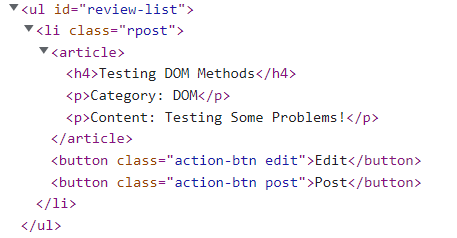 <ul id="review-list">
<li class="rpost">
<article>
<h4>Testing DOM Methods</h4>
<p>Category: DOM</p>
<p>Content: Testing Some Problems!</p>
</article>
<button class="action-btn edit">Edit</button>
<button class="action-btn post">Post</button>
</li>
</ul>